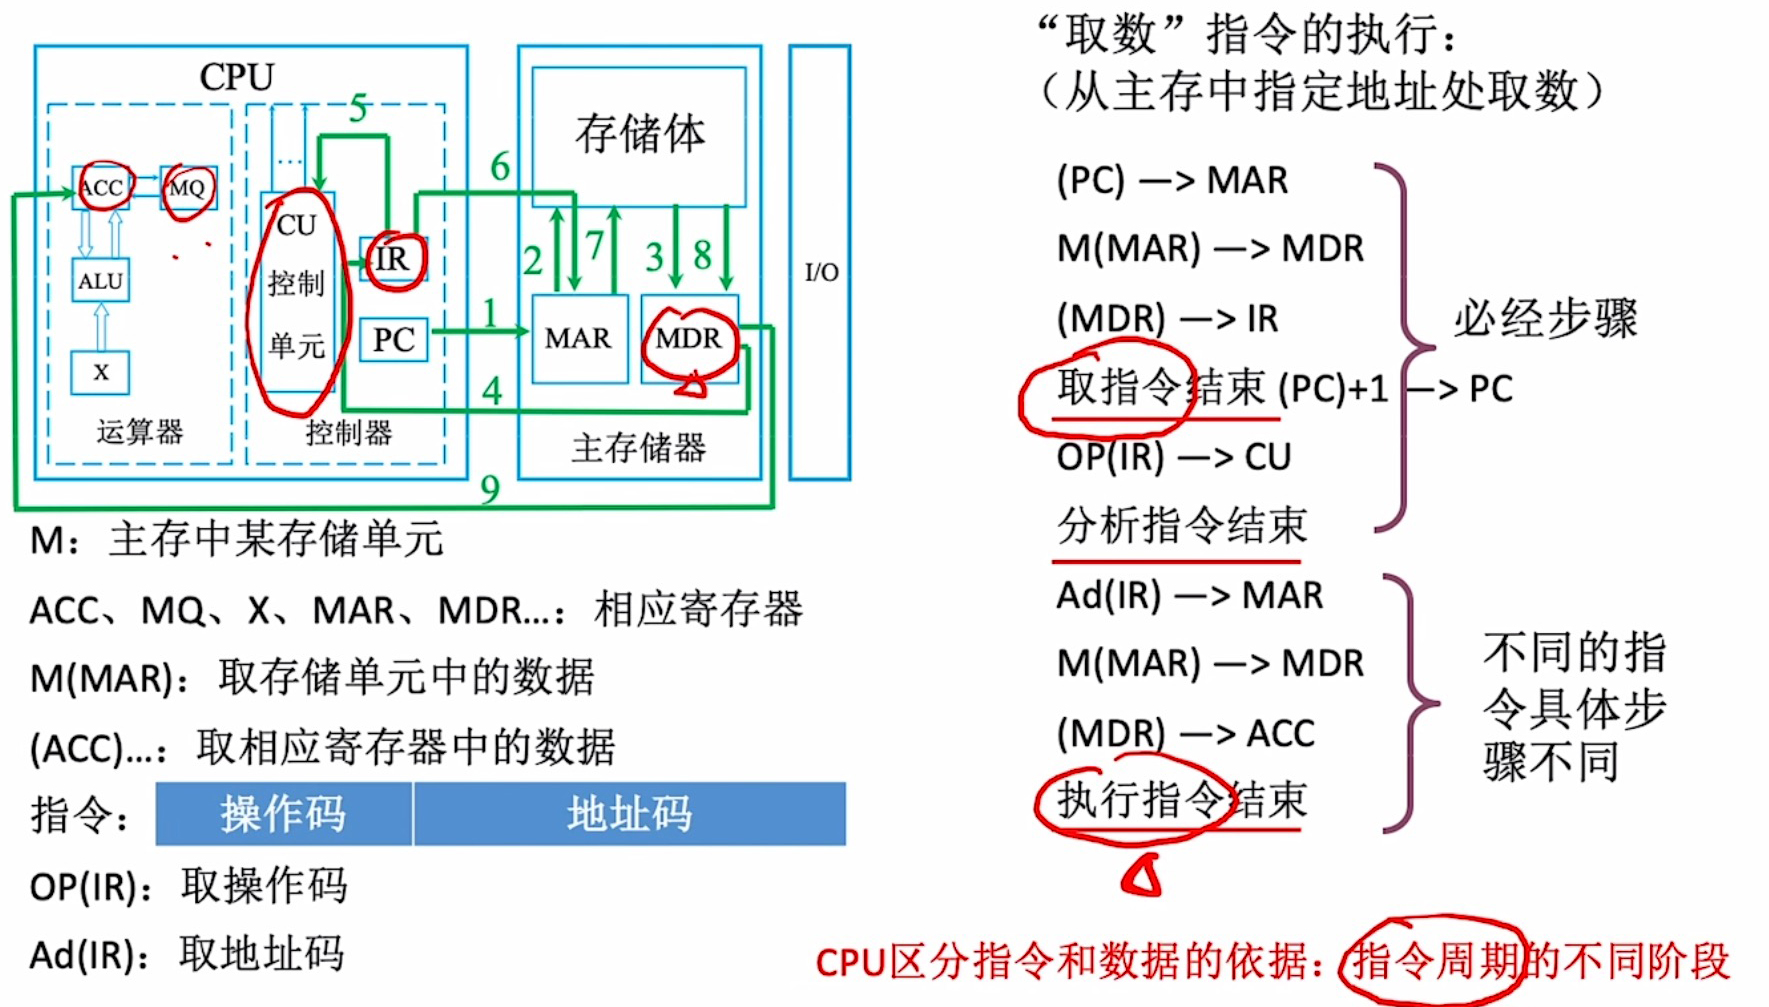 CPU
5
ACC
MQ
…
CU
控制
单元
IR
PC
ALU
X
运算器
控制器
6
1
4
9
存储体
2
7
3
8
MAR
MDR
主存储器
I/O
M：主存中某存储单元
ACC、MQ、X、MAR、MDR…：相应寄存器
M(MAR)：取存储单元中的数据
(ACC)…：取相应寄存器中的数据
指令： 操作码 地址码
OP(IR)：取操作码
Ad(IR)：取地址码
“取数”指令的执行：
（从主存中指定地址处取数）
(PC) —> MAR
M(MAR) —> MDR
(MDR) —> IR
取指令结束 (PC)+1 —> PC
OP(IR) —> CU
分析指令结束
必经步骤
Ad(IR) —> MAR
M(MAR) —> MDR
(MDR) —> ACC
执行指令结束
不同的指
令具体步
骤不同
CPU区分指令和数据的依据：指令周期的不同阶段